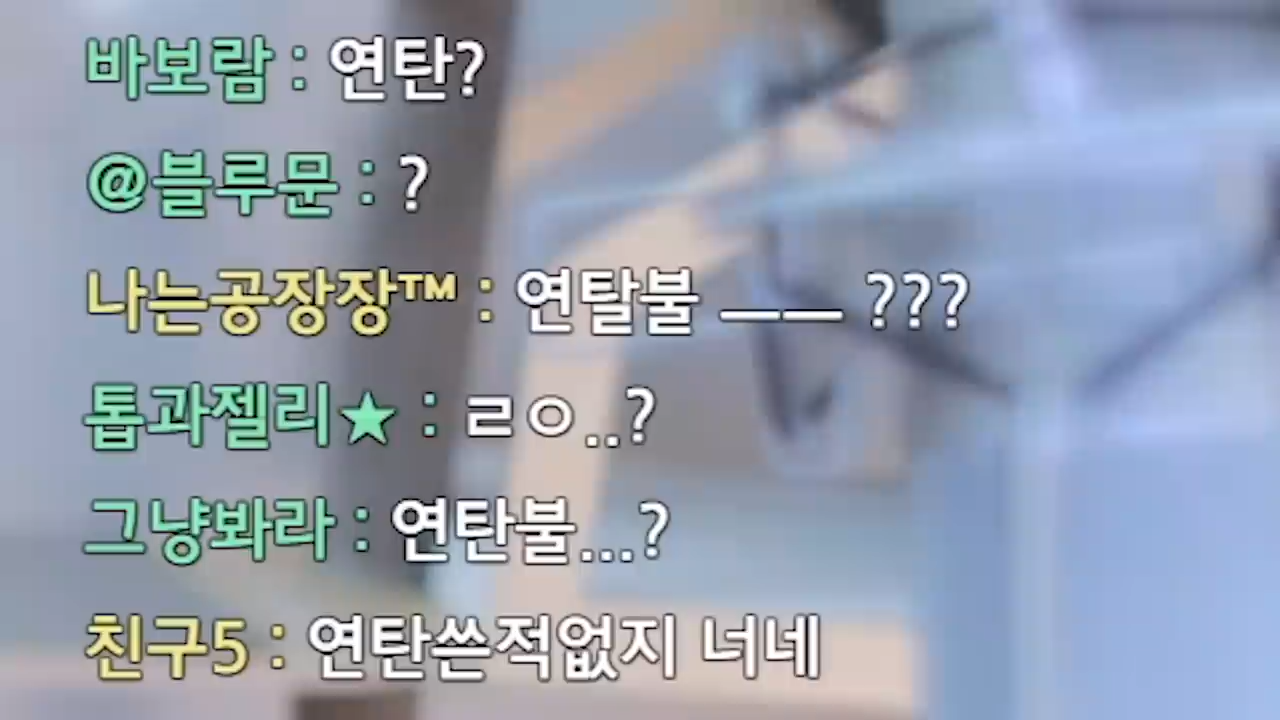 바보람 : 연탄?
@블루문 : ?
나는공장장™ : 연탈불 ㅡㅡ ???
톱과젤리★ : ㄹㅇ..?
그냥봐라 : 연탄불...?
친구5 : 연탄쓴적없지 너네